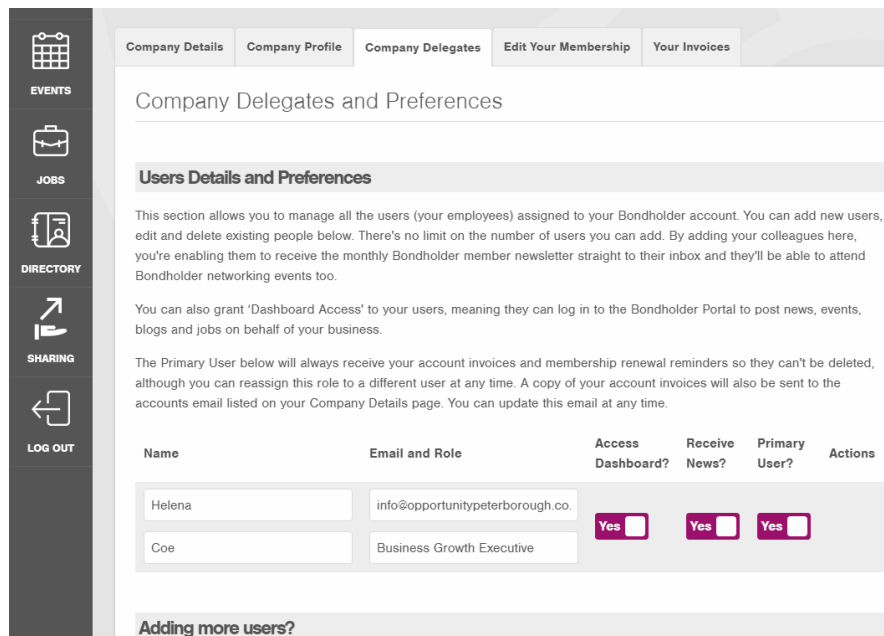 EVENTS
JOBS
DIRECTORY
SHARING
LOG OUT
Company Details
Company Profile
Company Delegates
Edit Your Membership
Your Invoices
Company Delegates and Preferences
Users Details and Preferences
This section allows you to manage all the users (your employees) assigned to your Bondholder account. You can add new users,
edit and delete existing people below. There's no limit on the number of users you can add. By adding your colleagues here,
you're enabling them to receive the monthly Bondholder member newsletter straight to their inbox and they'll be able to attend
Bondholder networking events too.
You can also grant 'Dashboard Access' to your users, meaning they can log in to the Bondholder Portal to post news, events,
blogs and jobs on behalf of your business.
The Primary User below will always receive your account invoices and membership renewal reminders so they can't be deleted,
although you can reassign this role to a different user at any time. A copy of your account invoices will also be sent to the
accounts email listed on your Company Details page. You can update this email at any time.
Name
Email and Role
Access
Dashboard?
Receive
News?
Primary
User?
Actions
Helena
info@opportunitypeterborough.co.
Yes
Yes
Yes
Coe
Business Growth Executive
Adding more users?